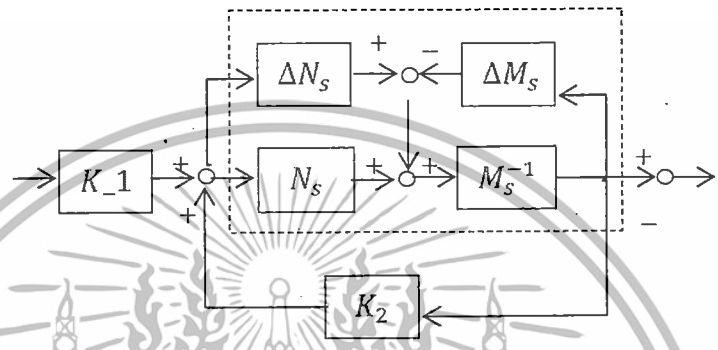 ΔN_s + − ΔM_s
K_1 + N_s + + M_s^{-1} +
+ −
K_2